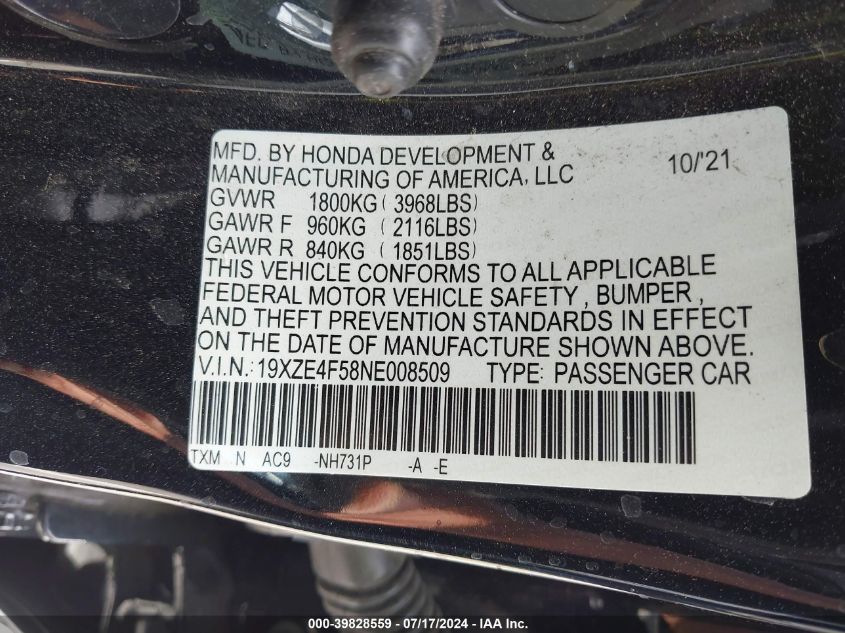 MFD. BY HONDA DEVELOPMENT & 10/'21
MANUFACTURING OF AMERICA, LLC
GVWR 1800KG ( 3968LBS)
GAWR F 960KG ( 2116LBS)
GAWR R 840KG ( 1851LBS)
THIS VEHICLE CONFORMS TO ALL APPLICABLE
FEDERAL MOTOR VEHICLE SAFETY , BUMPER ,
AND THEFT PREVENTION STANDARDS IN EFFECT
ON THE DATE OF MANUFACTURE SHOWN ABOVE.
V.I.N.: 19XZE4F58NE008509 TYPE: PASSENGER CAR
TXM N AC9 -NH731P -A -E
000-39828559 - 07/17/2024 - IAA Inc.